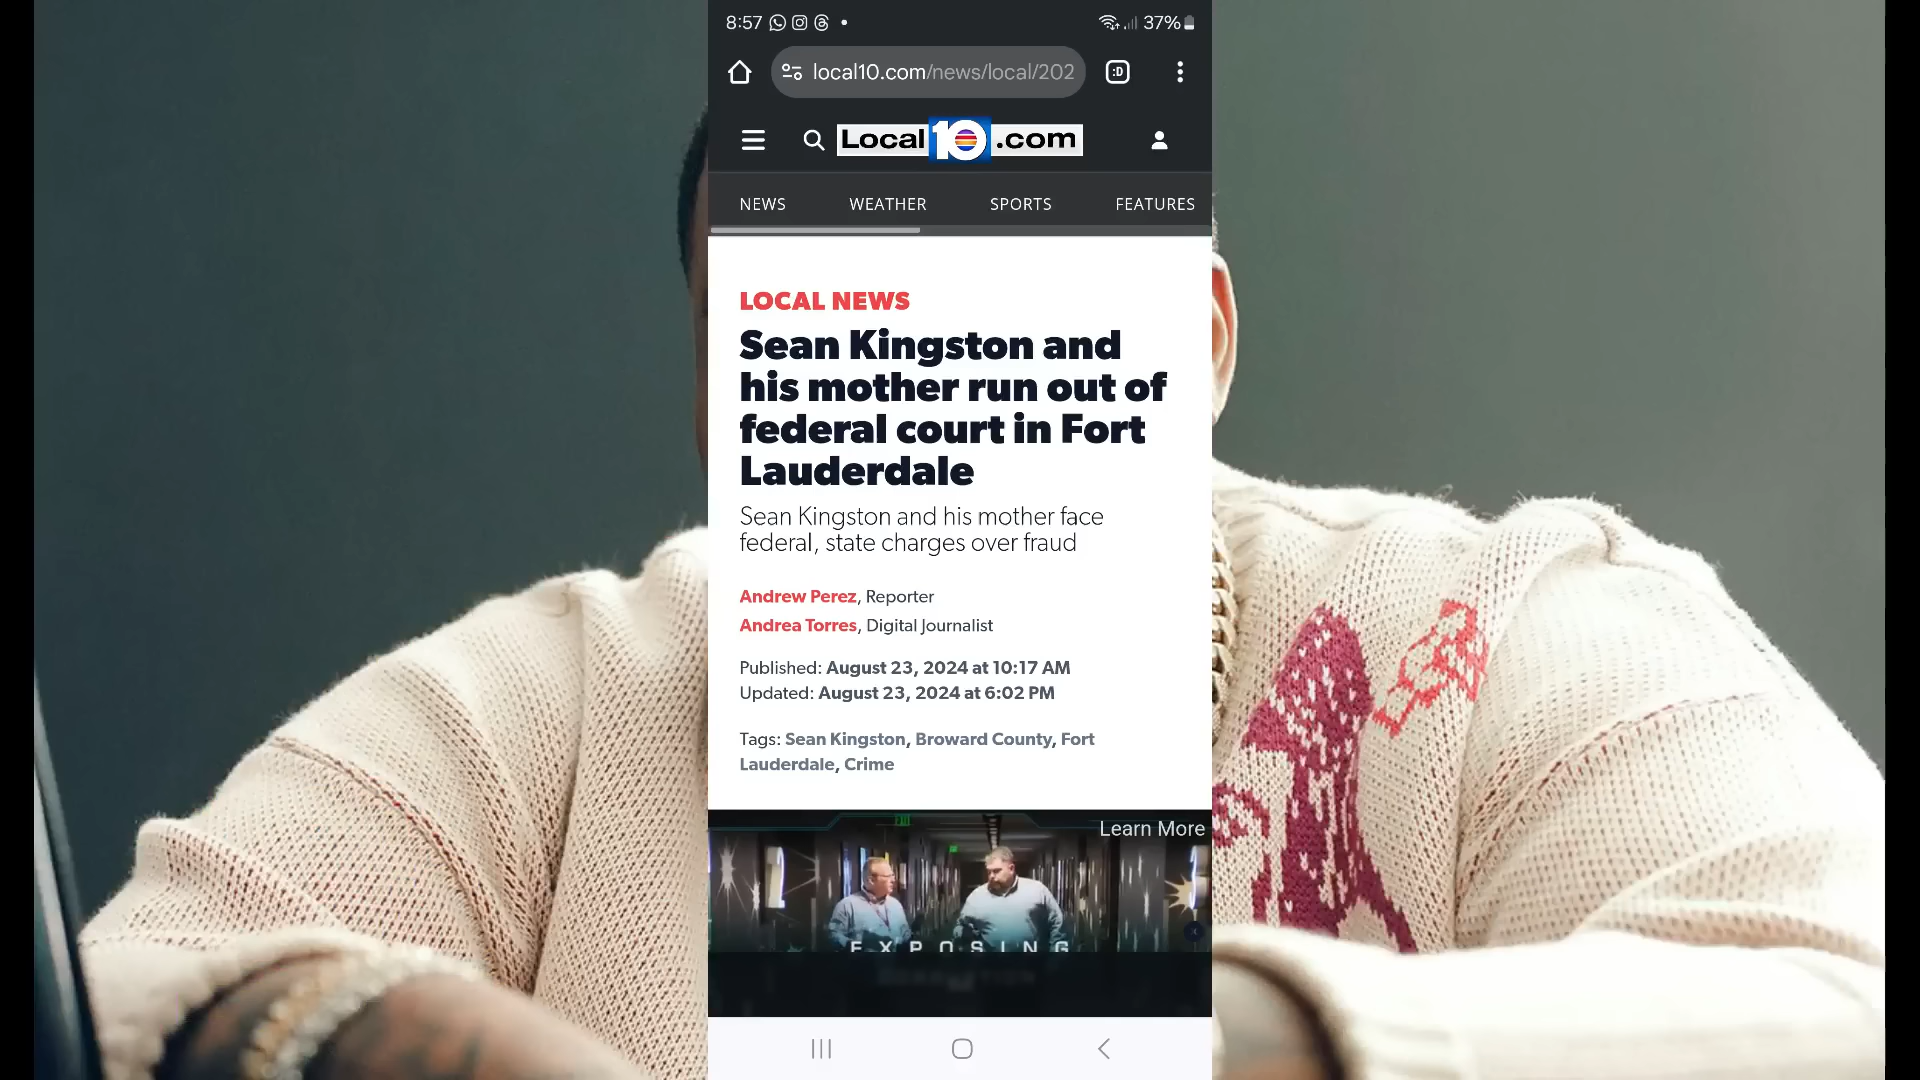 8:57
37%
local10.com/news/local/202
:D
Local 10 .com
NEWS WEATHER SPORTS FEATURES
LOCAL NEWS
Sean Kingston and
his mother run out of
federal court in Fort
Lauderdale
Sean Kingston and his mother face
federal, state charges over fraud
Andrew Perez, Reporter
Andrea Torres, Digital Journalist
Published: August 23, 2024 at 10:17 AM
Updated: August 23, 2024 at 6:02 PM
Tags: Sean Kingston, Broward County, Fort
Lauderdale, Crime
Learn More
EXPOSING